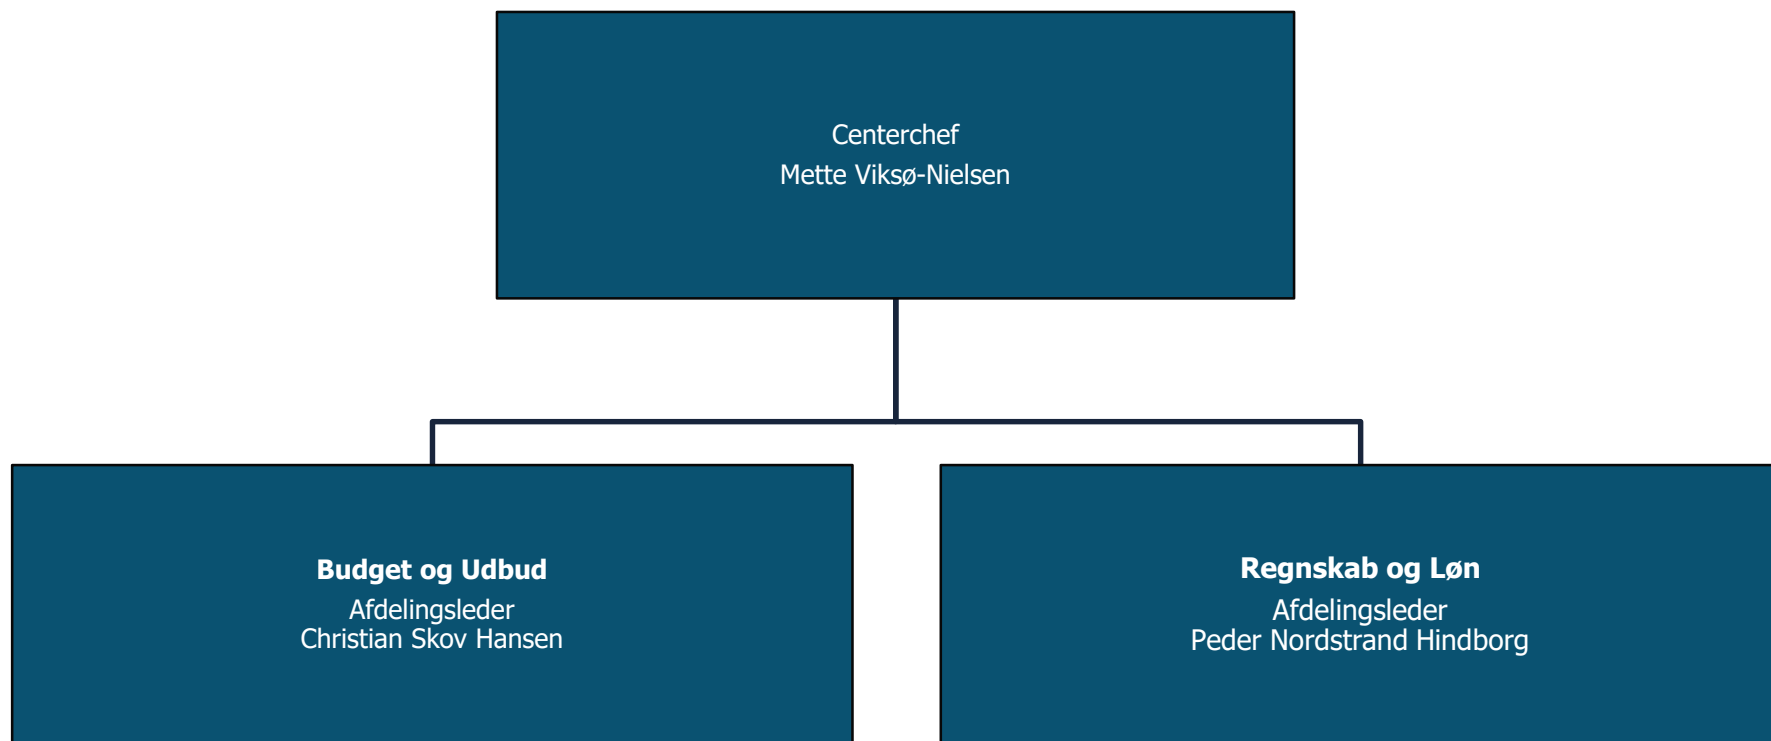 Centerchef
Mette Viksø-Nielsen
Budget og Udbud
Afdelingsleder
Christian Skov Hansen
Regnskab og Løn
Afdelingsleder
Peder Nordstrand Hindborg